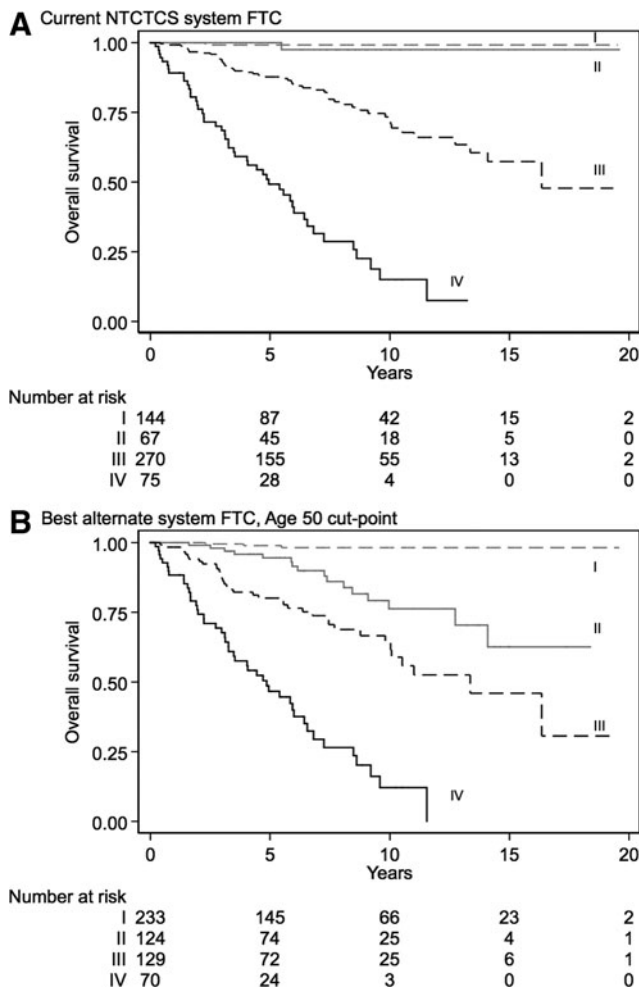 A Current NTCTCS system FTC
1.00
0.75
0.50
0.25
0.00
Overall survival
I
II
III
IV
0 5 10 15 20
Years
Number at risk
I 144 87 42 15 2
II 67 45 18 5 0
III 270 155 55 13 2
IV 75 28 4 0 0
B Best alternate system FTC, Age 50 cut-point
1.00
0.75
0.50
0.25
0.00
Overall survival
I
II
III
IV
0 5 10 15 20
Years
Number at risk
I 233 145 66 23 2
II 124 74 25 4 1
III 129 72 25 6 1
IV 70 24 3 0 0